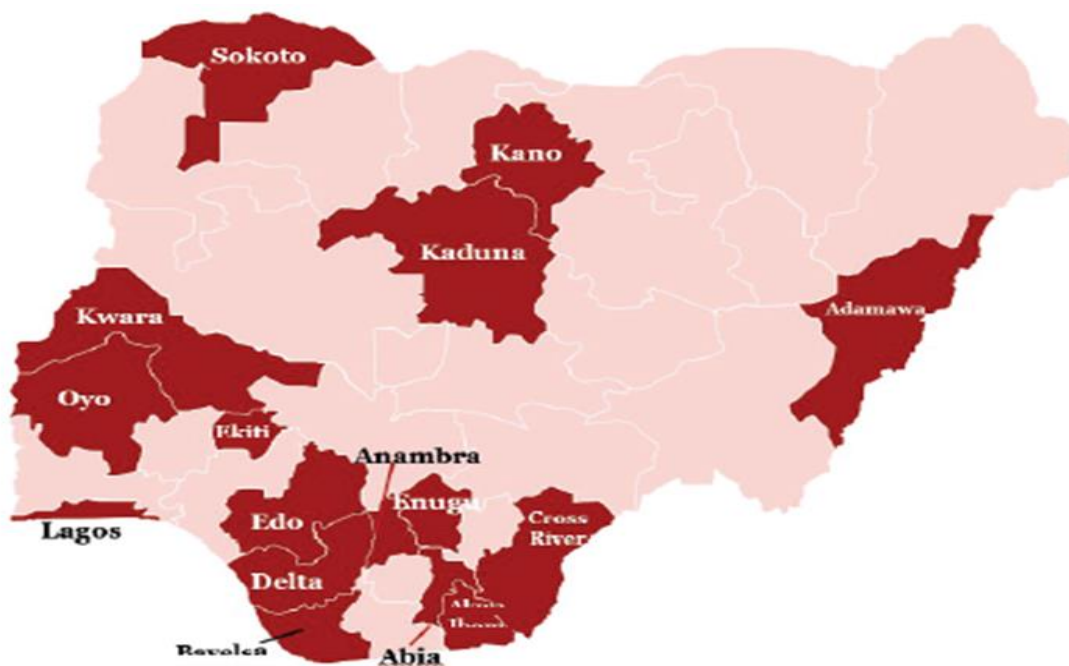 Sokoto
Kano
Kaduna
Kwara
Adamawa
Oyo
Ekiti
Anambra
Enugu
Edo
Cross
River
Lagos
Delta
Abia